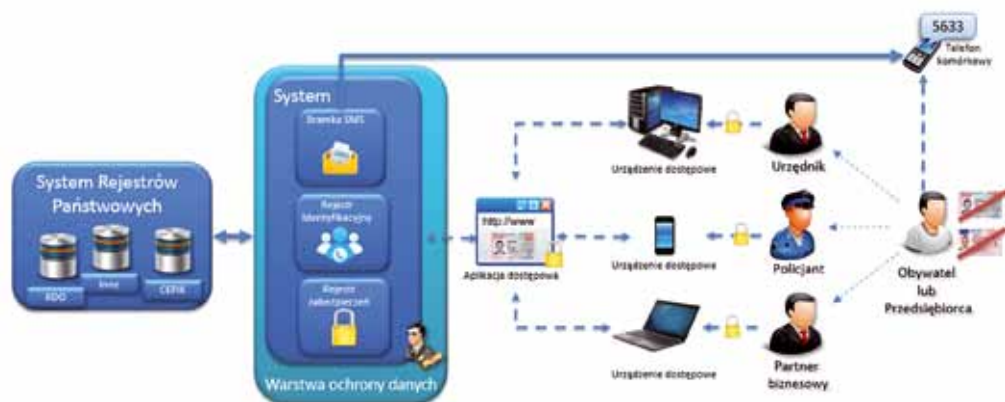 System Rejestrów
Państwowych
RDO
Inne
CEPiK
System
Bramka SMS
Rejestr
Identyfikacyjny
Rejestr
zabezpieczeń
Warstwa ochrony danych
http://www
Aplikacja dostępowa
Urządzenie dostępowe
Urządzenie dostępowe
Urządzenie dostępowe
Urzędnik
Policjant
Partner
biznesowy
5633
Telefon
komórkowy
Obywatel
lub
Przedsiębiorca